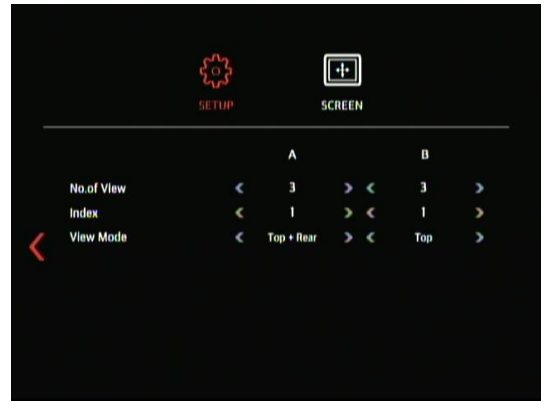 SETUP SCREEN
A B
No.of View 3 3
Index 1 1
View Mode Top + Rear Top